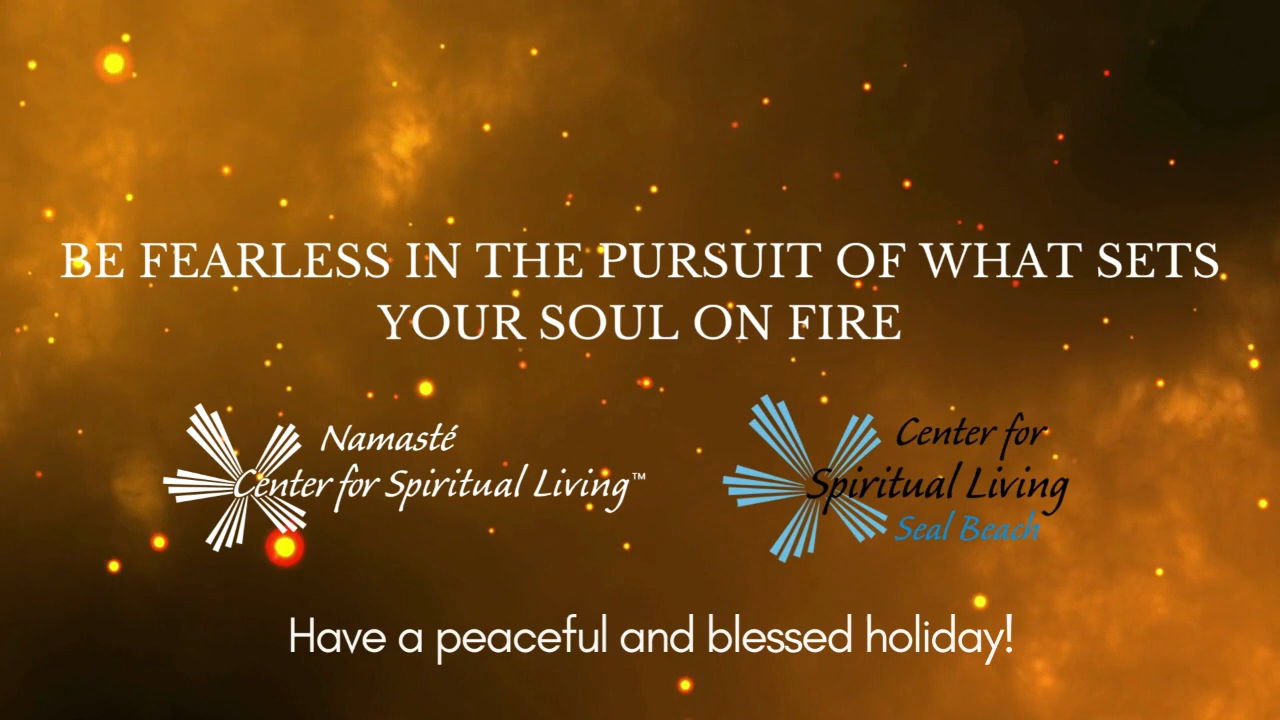 BE FEARLESS IN THE PURSUIT OF WHAT SETS
YOUR SOUL ON FIRE
Namasté
Center for Spiritual Living™
Center for
Spiritual Living
Seal Beach
Have a peaceful and blessed holiday!